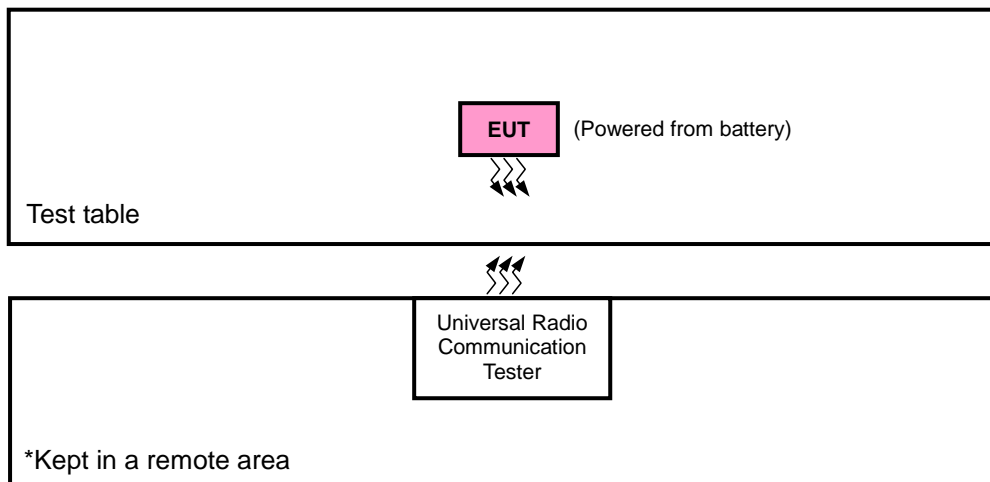 EUT
(Powered from battery)
Test table
Universal Radio
Communication
Tester
*Kept in a remote area